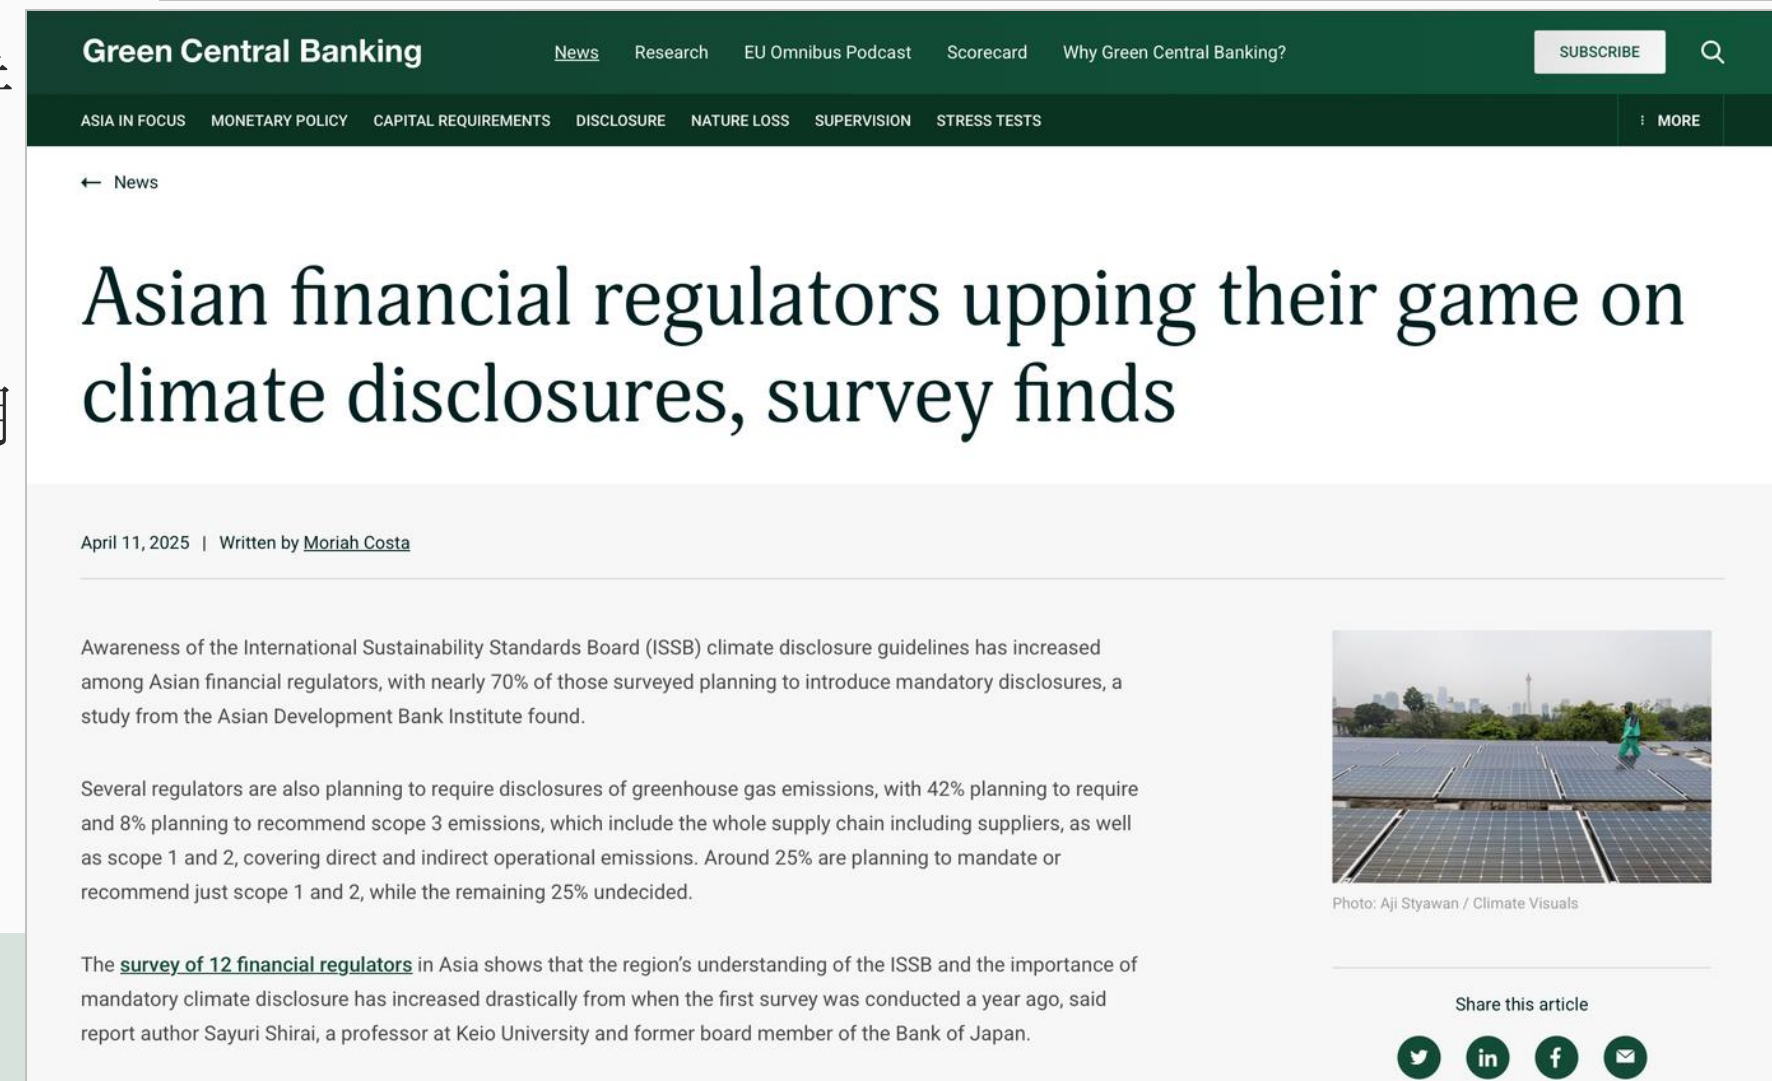 Green Central Banking
News Research EU Omnibus Podcast Scorecard Why Green Central Banking? SUBSCRIBE
ASIA IN FOCUS MONETARY POLICY CAPITAL REQUIREMENTS DISCLOSURE NATURE LOSS SUPERVISION STRESS TESTS MORE
← News
Asian financial regulators upping their game on
climate disclosures, survey finds
April 11, 2025 | Written by Moriah Costa
Awareness of the International Sustainability Standards Board (ISSB) climate disclosure guidelines has increased
among Asian financial regulators, with nearly 70% of those surveyed planning to introduce mandatory disclosures, a
study from the Asian Development Bank Institute found.
Several regulators are also planning to require disclosures of greenhouse gas emissions, with 42% planning to require
and 8% planning to recommend scope 3 emissions, which include the whole supply chain including suppliers, as well
as scope 1 and 2, covering direct and indirect operational emissions. Around 25% are planning to mandate or
recommend just scope 1 and 2, while the remaining 25% undecided.
The survey of 12 financial regulators in Asia shows that the region's understanding of the ISSB and the importance of
mandatory climate disclosure has increased drastically from when the first survey was conducted a year ago, said
report author Sayuri Shirai, a professor at Keio University and former board member of the Bank of Japan.
Photo: Aji Styawan / Climate Visuals
Share this article